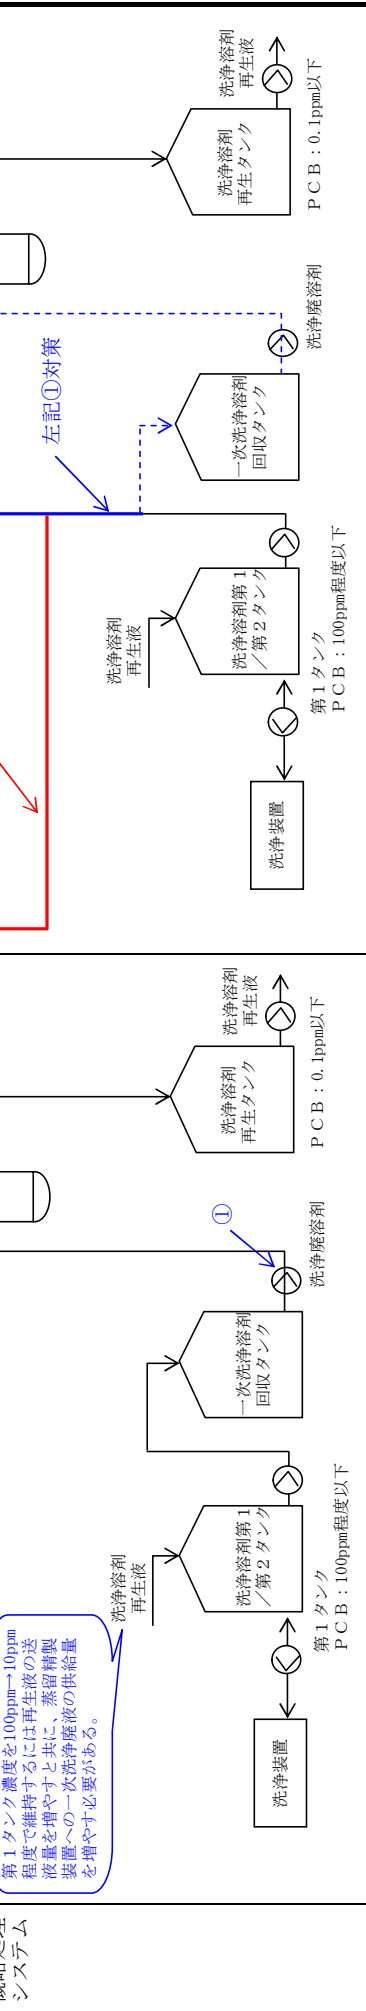 システム
第１タンク濃度を100ppm→10ppm
程度で維持するには再生液の送
液量を増やすと共に、蒸留精製
装置への一次洗浄廃液の供給量
を増やす必要がある。
洗浄溶剤
再生液
洗浄装置
洗浄溶剤第１
／第２タンク
第１タンク
ＰＣＢ：100ppm程度以下
一次洗浄溶剤
回収タンク
①
洗浄廃溶剤
洗浄溶剤
再生タンク
洗浄溶剤
再生液
ＰＣＢ：0.1ppm以下
洗浄溶剤
再生液
洗浄装置
洗浄溶剤第１
／第２タンク
第１タンク
ＰＣＢ：100ppm程度以下
左記①対策
一次洗浄溶剤
回収タンク
洗浄廃溶剤
洗浄溶剤
再生タンク
洗浄溶剤
再生液
ＰＣＢ：0.1ppm以下